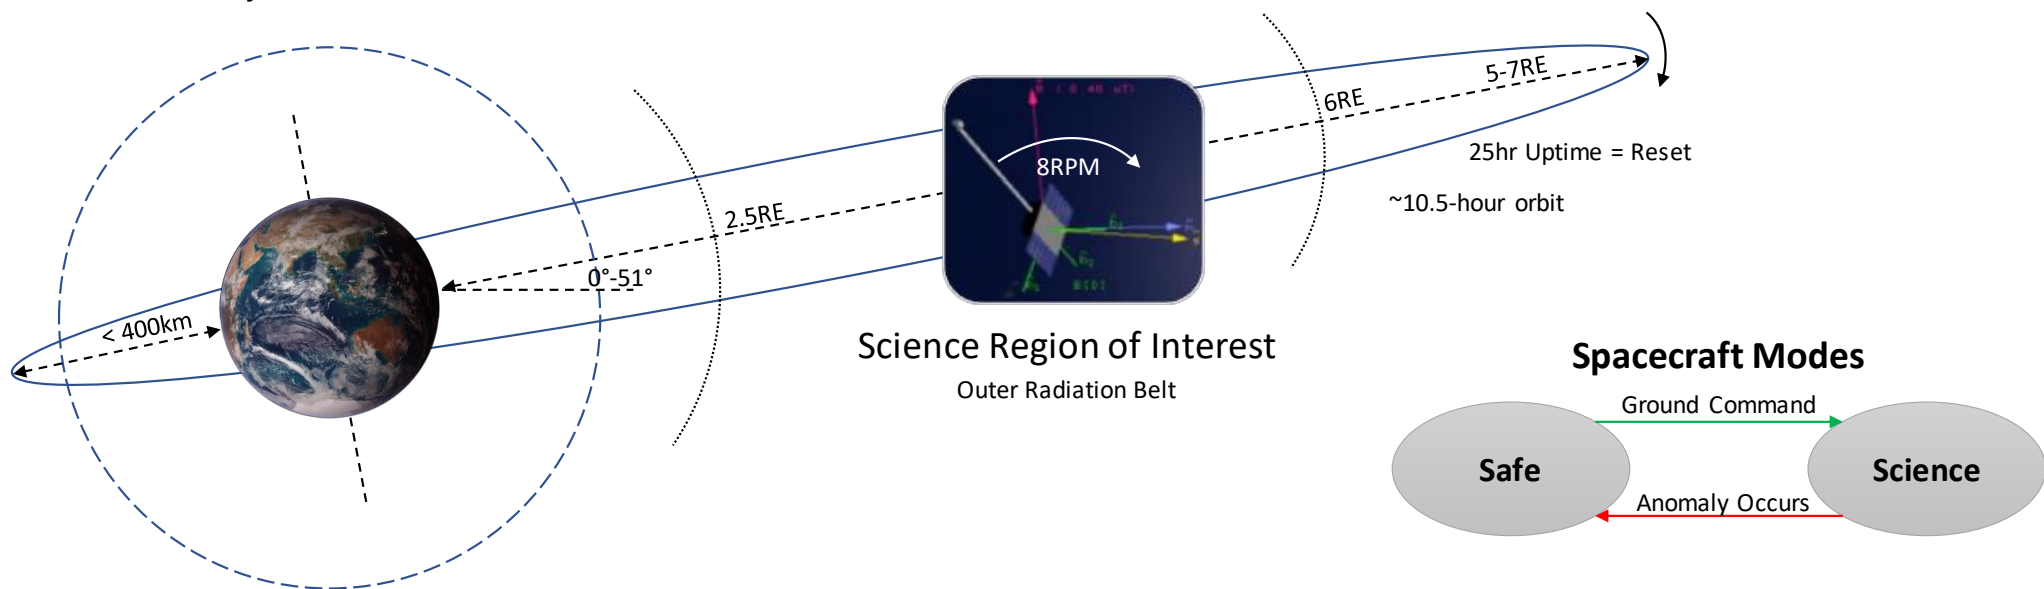 5-7RE
6RE
25hr Uptime = Reset
8RPM
~10.5-hour orbit
2.5RE
0°-51°
< 400km
Science Region of Interest
Outer Radiation Belt
Spacecraft Modes
Ground Command
Safe
Science
Anomaly Occurs